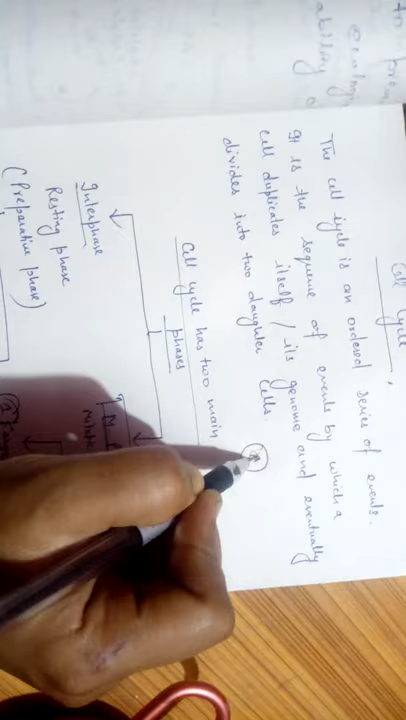 Cell Cycle
The cell cycle is an ordered series of events.
It is the sequence of events by which a
cell duplicates itself / its genome and eventually
divides into two daughter cells.
Cell cycle has two main
phases
Interphase
Resting phase
(Preparative phase)